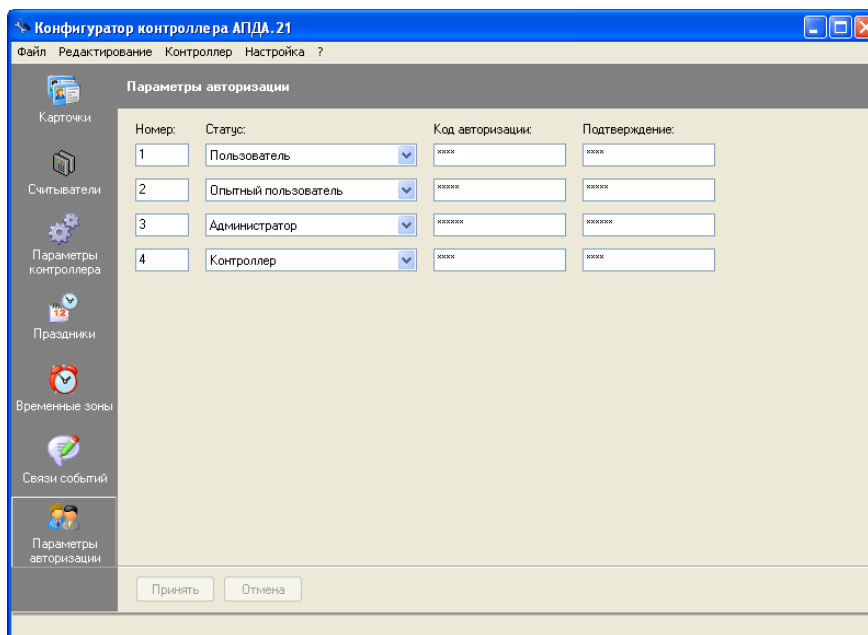 Конфигуратор контроллера АПДА.21
Файл Редактирование Контроллер Настройка ?
Карточки
Считыватели
Параметры
контроллера
Праздники
12
Временные зоны
Связи событий
Параметры
авторизации
Параметры авторизации
Номер: Статус: Код авторизации: Подтверждение:
1 Пользователь **** ****
2 Опытный пользователь ***** *****
3 Администратор ****** ******
4 Контроллер **** ****
Принять Отмена